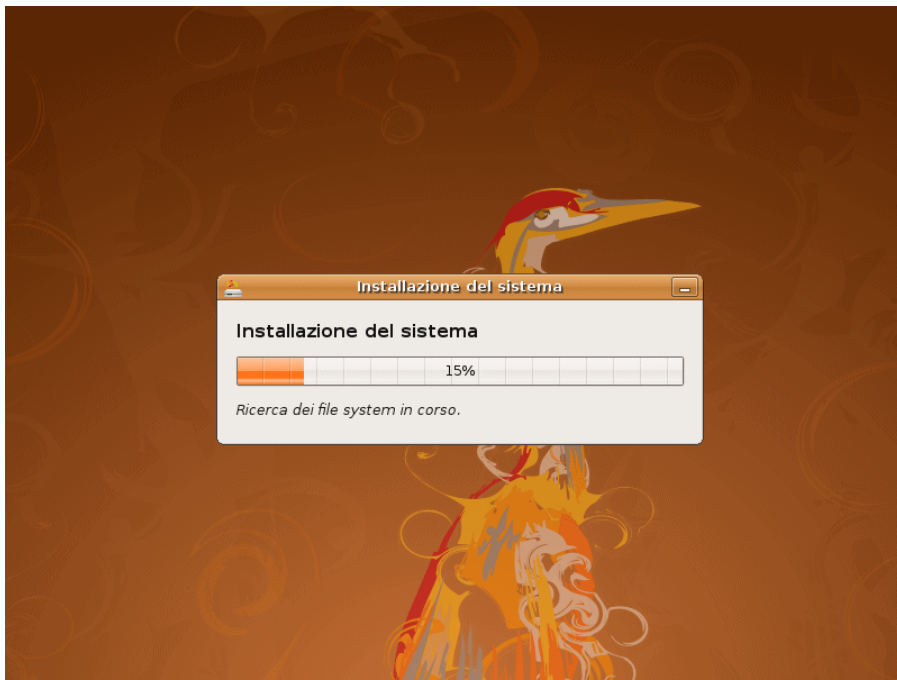 Installazione del sistema
Installazione del sistema
15%
Ricerca dei file system in corso.